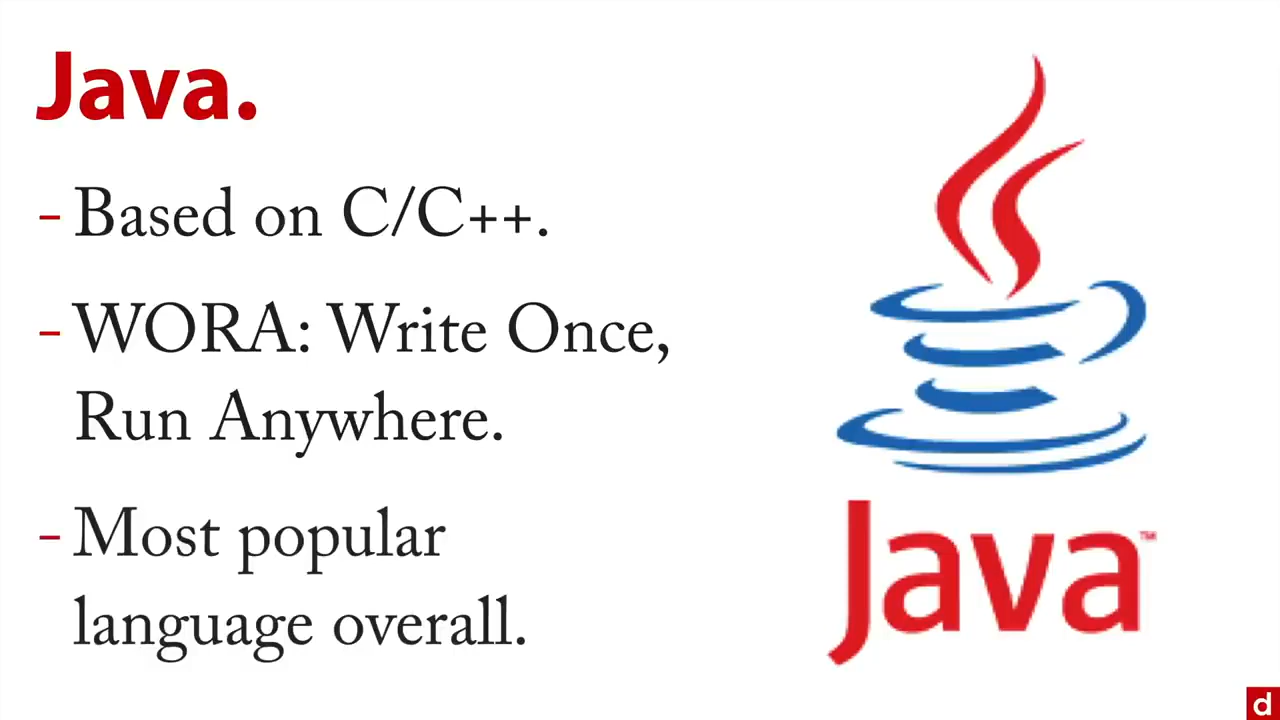 Java.
- Based on C/C++.
- WORA: Write Once,
Run Anywhere.
- Most popular
language overall.
Java™
d